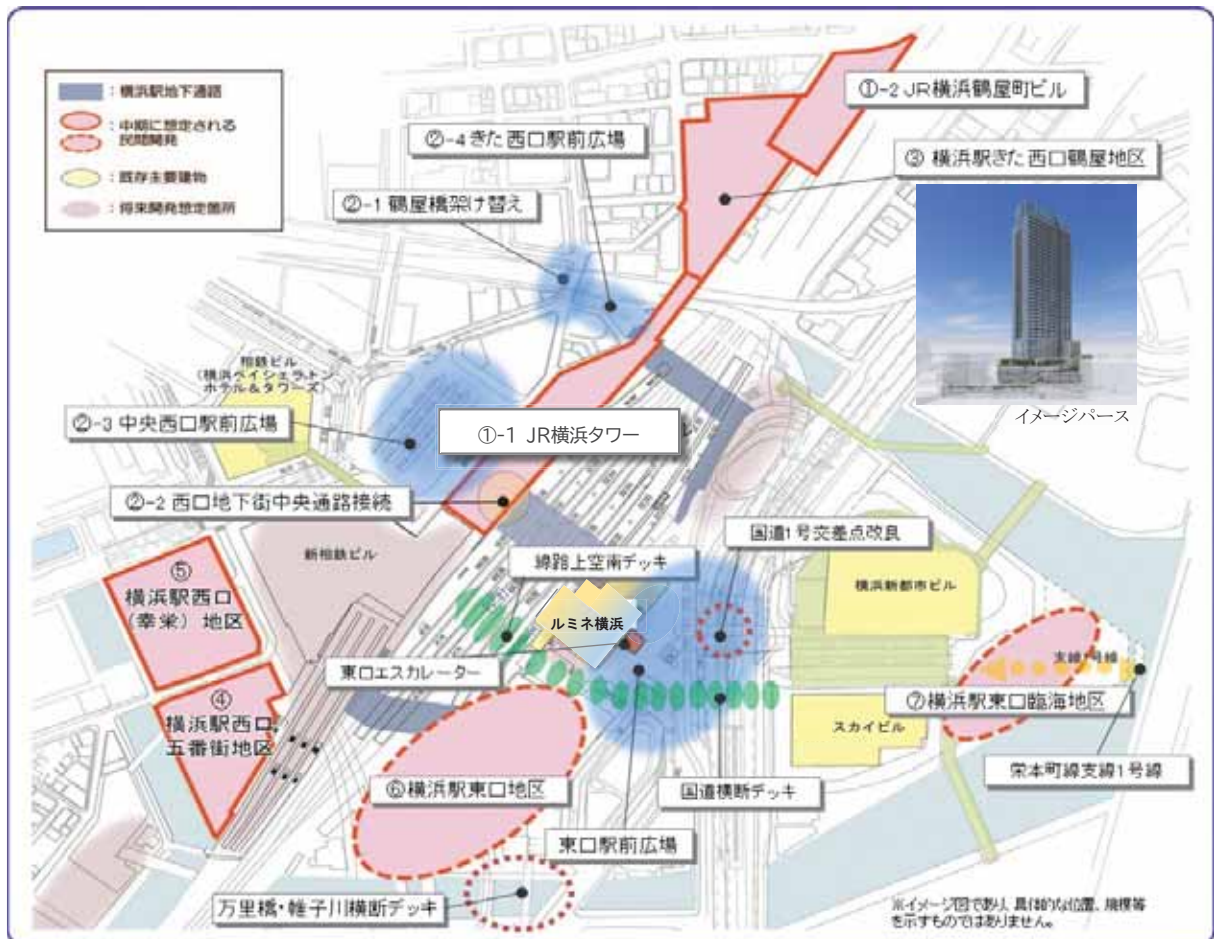 ：横浜駅地下通路
：中期に想定される
民間開発
：既存主要建物
：将来開発想定箇所
①-2 JR横浜鶴屋町ビル
②-4 きた西口駅前広場
③ 横浜駅きた西口鶴屋地区
②-1 鶴屋橋架け替え
相鉄ビル
（横浜ベイシェラトン
ホテル&タワーズ）
イメージパース
②-3 中央西口駅前広場
①-1 JR横浜タワー
②-2 西口地下街中央通路接続
新相鉄ビル
線路上空南デッキ
国道1号交差点改良
横浜新都市ビル
⑤
横浜駅西口
（幸栄）地区
ルミネ横浜
東口エスカレーター
支線1号線
④
横浜駅西口
五番街地区
⑦横浜駅東口臨海地区
スカイビル
⑥横浜駅東口地区
国道横断デッキ
栄本町線支線1号線
東口駅前広場
万里橋・帷子川横断デッキ
※イメージ図であり、具体的な位置、規模等
を示すものではありません。